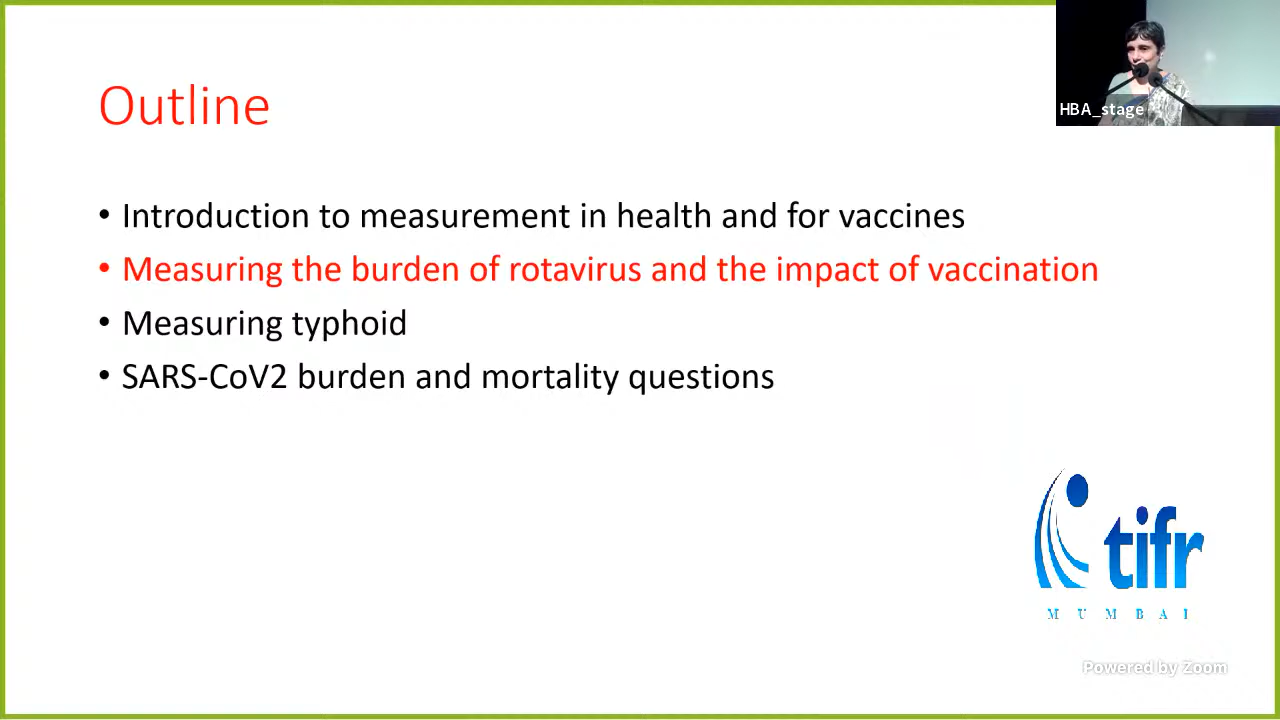 HBA_stage
Outline
• Introduction to measurement in health and for vaccines
• Measuring the burden of rotavirus and the impact of vaccination
• Measuring typhoid
• SARS-CoV2 burden and mortality questions
tifr
MUMBAI
Powered by Zoom